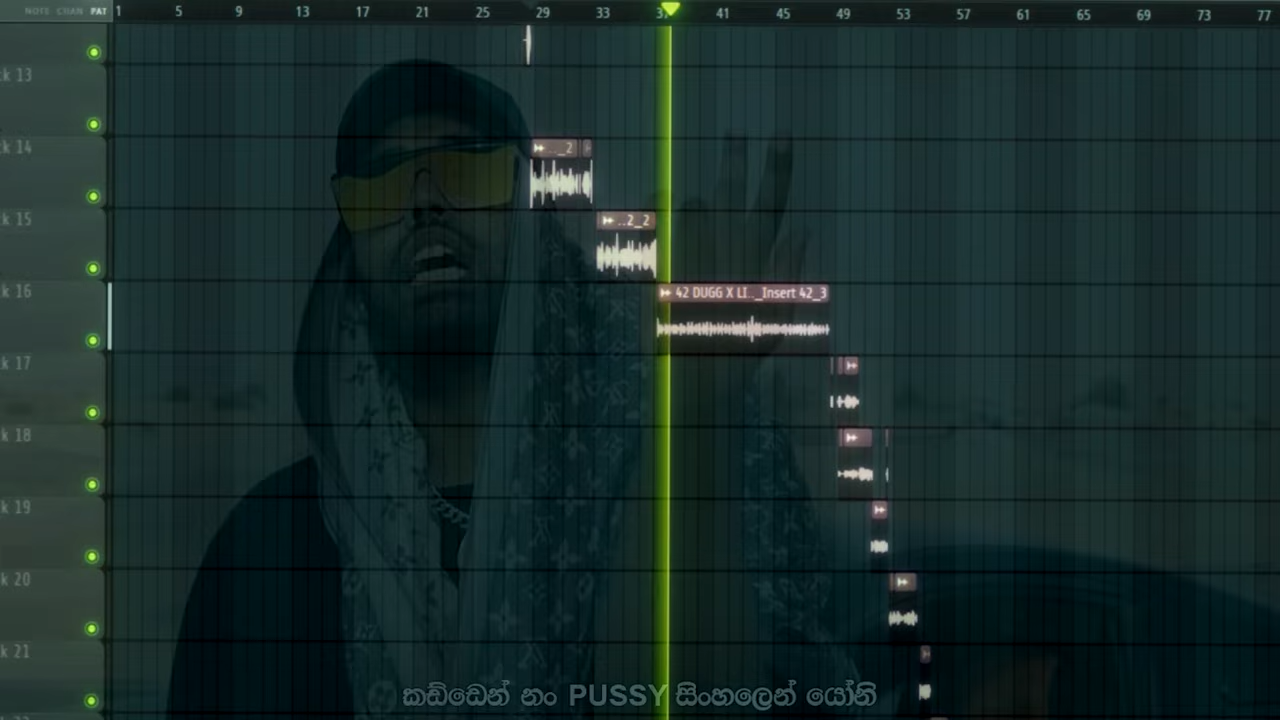 NOTE CHAN PAT
1 5 9 13 17 21 25 29 33 37 41 45 49 53 57 61 65 69 73 77
k 13
k 14
.._2
k 15
..2_2
k 16
42 DUGG X LI.._Insert 42_3
k 17
k 18
k 19
k 20
k 21
කඩ්ඩෙන් නං PUSSY සිංහලෙන් යෝනි